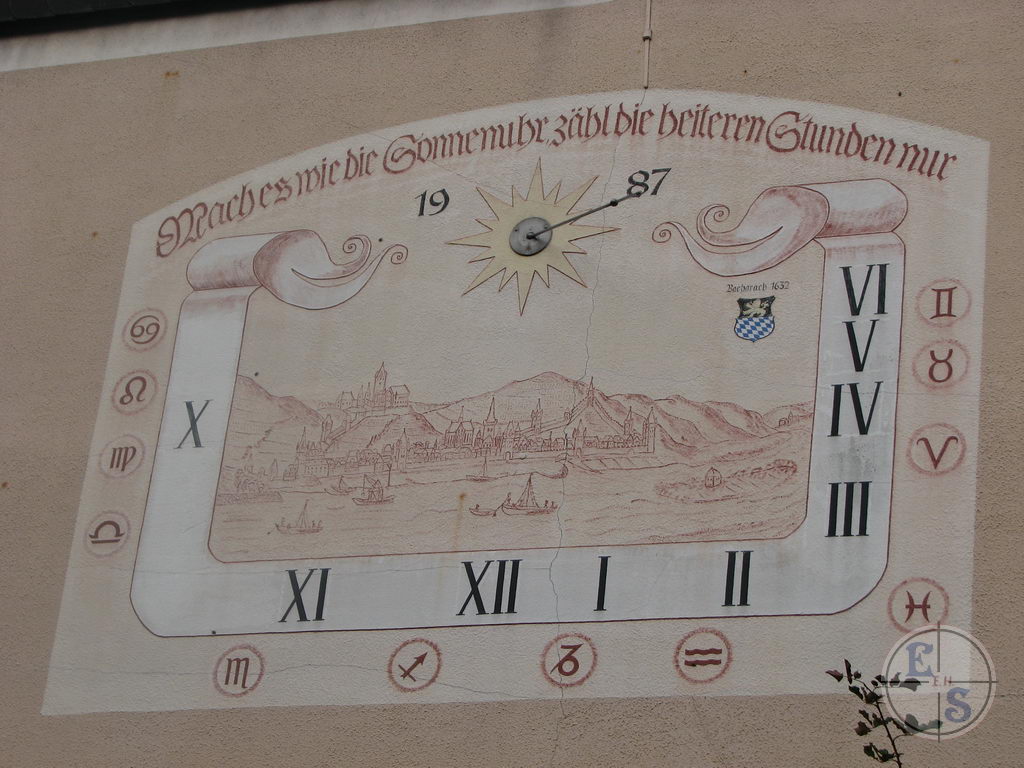 Mach es wie die Sonnenuhr, zähl die heiteren Stunden nur
19 87
Bacharach 1632
VI
V
X
IV
III
XI XII I II
E
EH
S